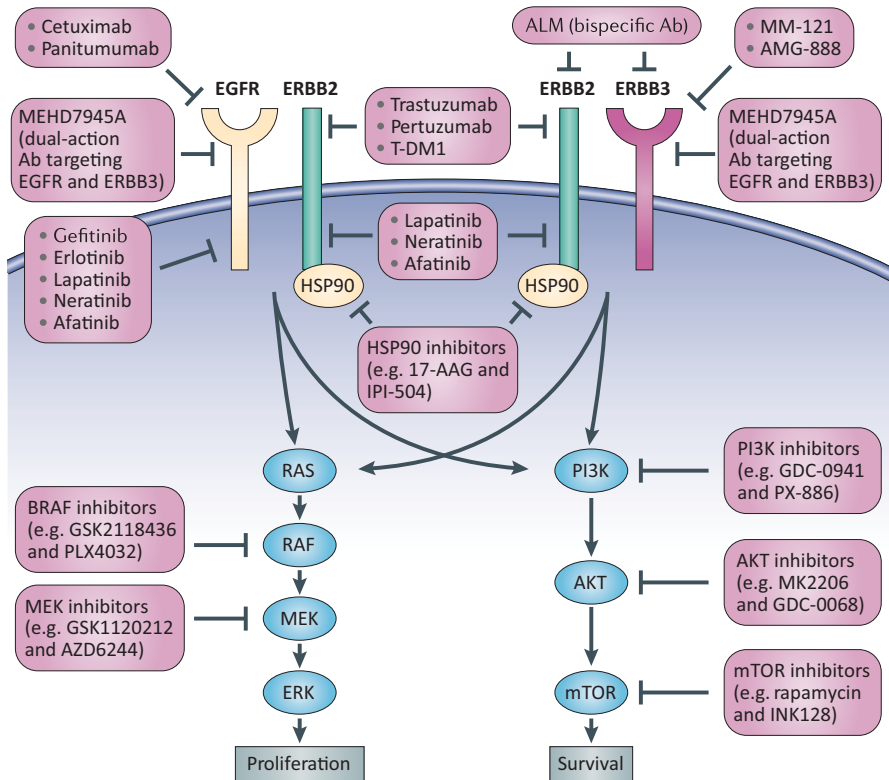 • Cetuximab
• Panitumumab
ALM (bispecific Ab)
• MM-121
• AMG-888
EGFR
ERBB2
ERBB2
ERBB3
MEHD7945A
(dual-action
Ab targeting
EGFR and ERBB3)
• Trastuzumab
• Pertuzumab
• T-DM1
MEHD7945A
(dual-action
Ab targeting
EGFR and ERBB3)
• Gefitinib
• Erlotinib
• Lapatinib
• Neratinib
• Afatinib
• Lapatinib
• Neratinib
• Afatinib
HSP90
HSP90
HSP90 inhibitors
(e.g. 17-AAG and
IPI-504)
RAS
PI3K
PI3K inhibitors
(e.g. GDC-0941
and PX-886)
BRAF inhibitors
(e.g. GSK2118436
and PLX4032)
RAF
AKT
AKT inhibitors
(e.g. MK2206
and GDC-0068)
MEK inhibitors
(e.g. GSK1120212
and AZD6244)
MEK
ERK
mTOR
mTOR inhibitors
(e.g. rapamycin
and INK128)
Proliferation
Survival